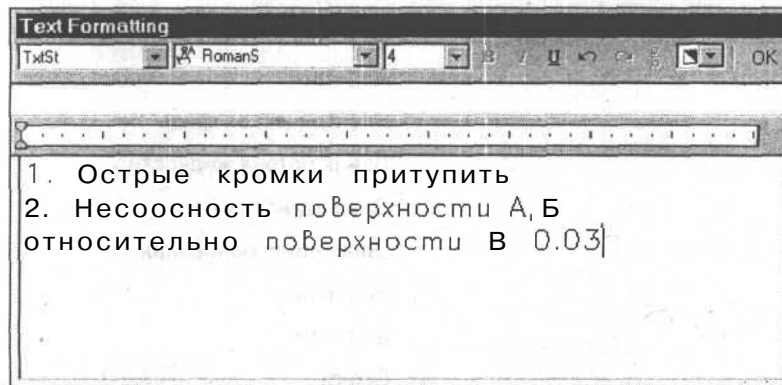 Text Formatting
TxtSt RomanS 4 B I U OK
1. Острые кромки притупить
2. Несоосность поверхности А, Б
относительно поверхности В 0.03